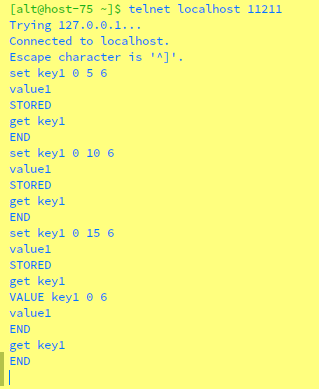 [alt@host-75 ~]$ telnet localhost 11211
Trying 127.0.0.1...
Connected to localhost.
Escape character is '^]'.
set key1 0 5 6
value1
STORED
get key1
END
set key1 0 10 6
value1
STORED
get key1
END
set key1 0 15 6
value1
STORED
get key1
VALUE key1 0 6
value1
END
get key1
END